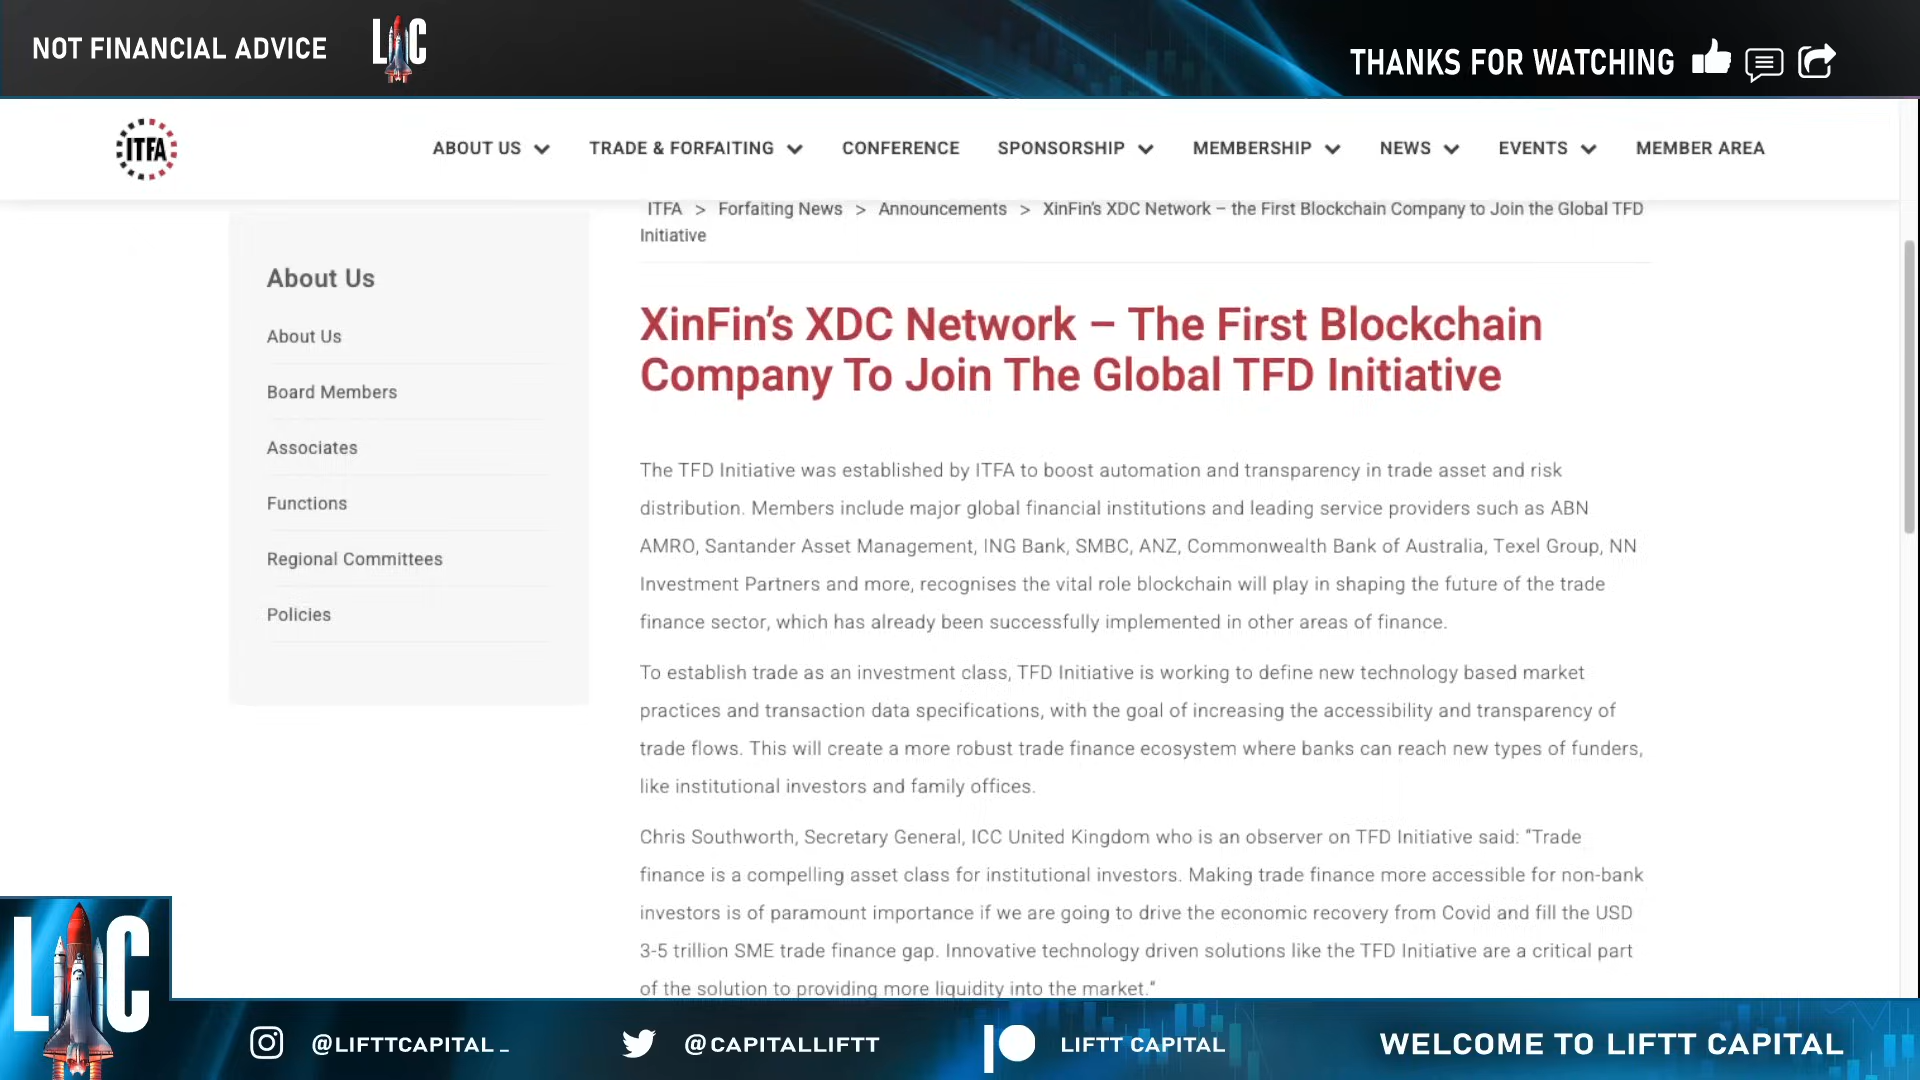 NOT FINANCIAL ADVICE
LC
THANKS FOR WATCHING
ITFA
ABOUT US
TRADE & FORFAITING
CONFERENCE
SPONSORSHIP
MEMBERSHIP
NEWS
EVENTS
MEMBER AREA
ITFA > Forfaiting News > Announcements > XinFin’s XDC Network – the First Blockchain Company to Join the Global TFD
Initiative
About Us
About Us
Board Members
Associates
Functions
Regional Committees
Policies
XinFin’s XDC Network – The First Blockchain
Company To Join The Global TFD Initiative
The TFD Initiative was established by ITFA to boost automation and transparency in trade asset and risk
distribution. Members include major global financial institutions and leading service providers such as ABN
AMRO, Santander Asset Management, ING Bank, SMBC, ANZ, Commonwealth Bank of Australia, Texel Group, NN
Investment Partners and more, recognises the vital role blockchain will play in shaping the future of the trade
finance sector, which has already been successfully implemented in other areas of finance.
To establish trade as an investment class, TFD Initiative is working to define new technology based market
practices and transaction data specifications, with the goal of increasing the accessibility and transparency of
trade flows. This will create a more robust trade finance ecosystem where banks can reach new types of funders,
like institutional investors and family offices.
Chris Southworth, Secretary General, ICC United Kingdom who is an observer on TFD Initiative said: “Trade
finance is a compelling asset class for institutional investors. Making trade finance more accessible for non-bank
investors is of paramount importance if we are going to drive the economic recovery from Covid and fill the USD
3-5 trillion SME trade finance gap. Innovative technology driven solutions like the TFD Initiative are a critical part
of the solution to providing more liquidity into the market.“
LC
@LIFTTCAPITAL_
@CAPITALLIFTT
LIFTT CAPITAL
WELCOME TO LIFTT CAPITAL